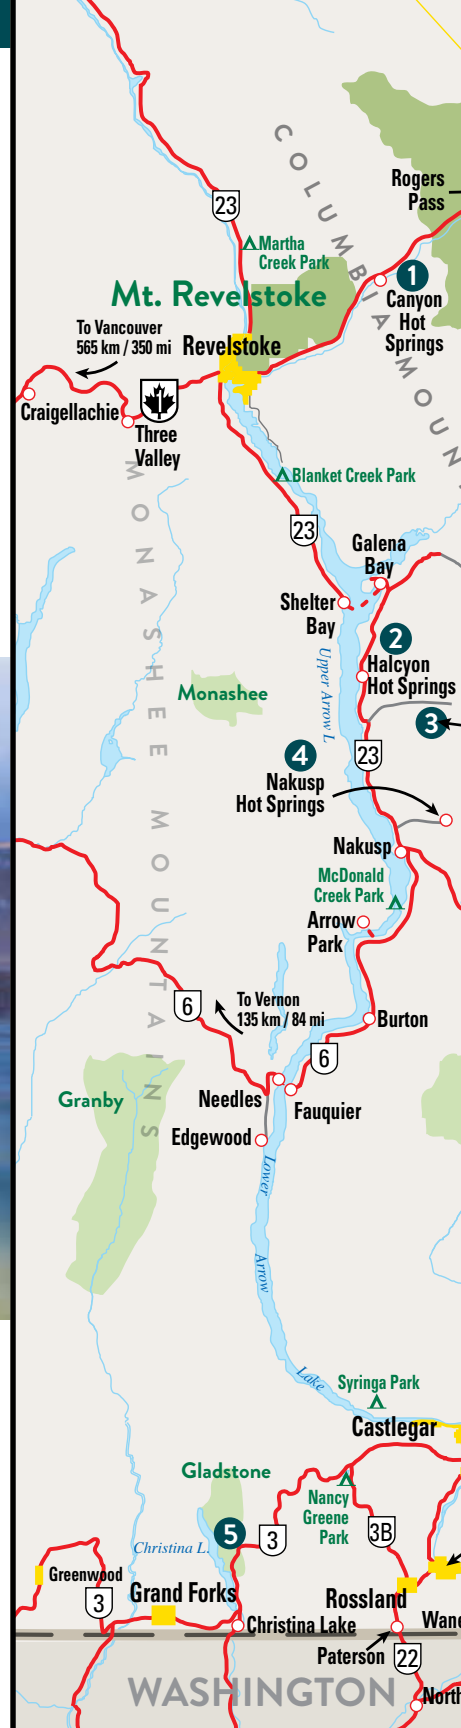 COLUMBIA MOUN
Rogers
Pass
23
Martha
Creek Park
1
Canyon
Hot
Springs
Mt. Revelstoke
To Vancouver
565 km / 350 mi
Revelstoke
Craigellachie
Three
Valley
MONASHEE MOUNTAINS
Blanket Creek Park
23
Galena
Bay
Shelter
Bay
2
Halcyon
Hot Springs
Upper Arrow L
Monashee
3
4
Nakusp
Hot Springs
23
Nakusp
McDonald
Creek Park
Arrow
Park
6
To Vernon
135 km / 84 mi
Burton
6
Granby
Needles
Fauquier
Edgewood
Lower
Arrow
Lake
Syringa Park
Castlegar
Gladstone
Nancy
Greene
Park
5
3
3B
Christina L.
Greenwood
3
Grand Forks
Rossland
Christina Lake
Wane
Paterson
22
WASHINGTON
North